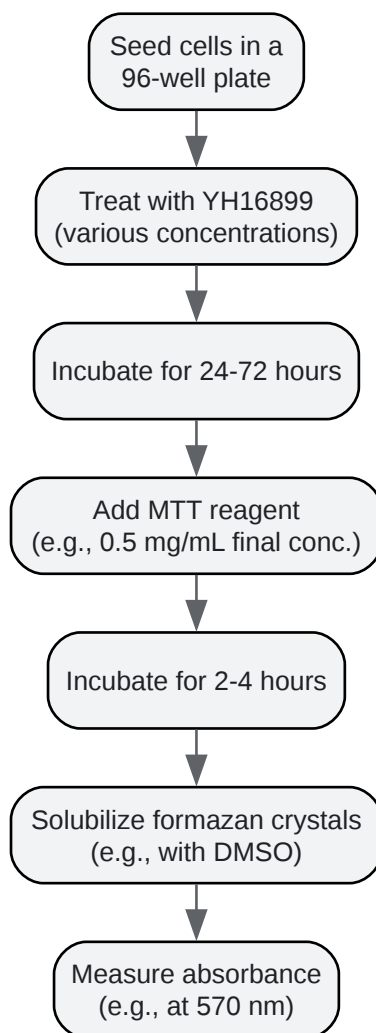 Seed cells in a
96-well plate
Treat with YH16899
(various concentrations)
Incubate for 24-72 hours
Add MTT reagent
(e.g., 0.5 mg/mL final conc.)
Incubate for 2-4 hours
Solubilize formazan crystals
(e.g., with DMSO)
Measure absorbance
(e.g., at 570 nm)